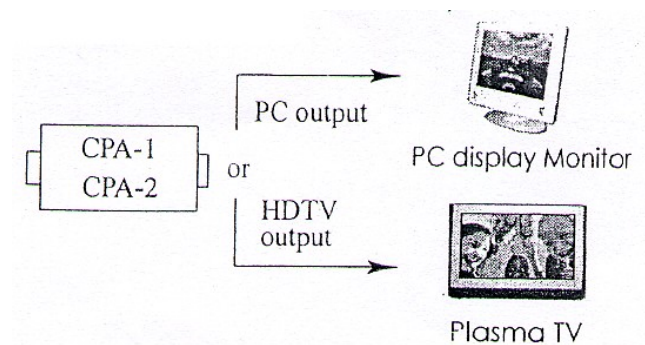 PC output
PC display Monitor
CPA-1
CPA-2
or
HDTV
output
Plasma TV